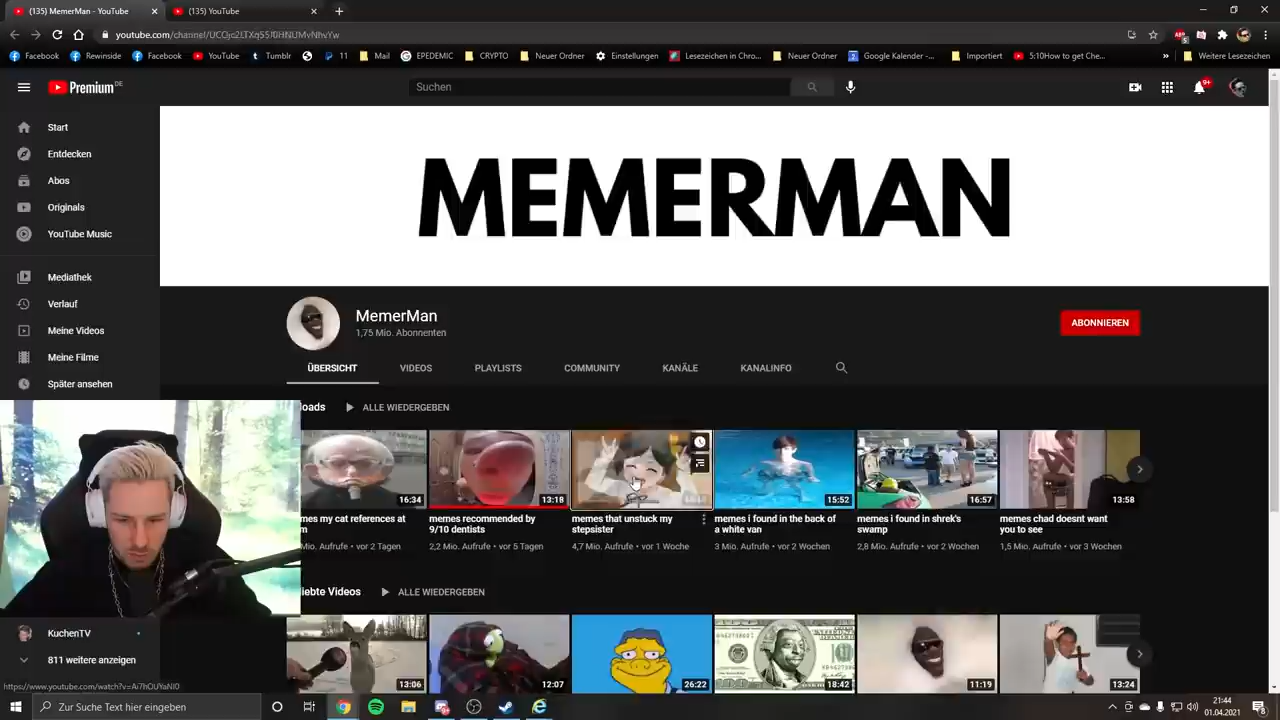 (135) MemerMan - YouTube
(135) YouTube
youtube.com/channel/
Facebook
Rewinside
Facebook
YouTube
Tumblr
11
Mail
EPEDEMIC
CRYPTO
Neuer Ordner
Einstellungen
Lesezeichen in Chro...
Neuer Ordner
Google Kalender -...
Importiert
5:10How to get Che...
»
Weitere Lesezeichen
Premium DE
Suchen
9+
Start
Entdecken
Abos
Originals
YouTube Music
Mediathek
Verlauf
Meine Videos
Meine Filme
Später ansehen
MEMERMAN
MemerMan
1,75 Mio. Abonnenten
ABONNIEREN
ÜBERSICHT
VIDEOS
PLAYLISTS
COMMUNITY
KANÄLE
KANALINFO
loads
ALLE WIEDERGEBEN
16:34
13:18
15:52
16:57
13:58
mes my cat references at
m
Mio. Aufrufe • vor 2 Tagen
memes recommended by
9/10 dentists
2,2 Mio. Aufrufe • vor 5 Tagen
memes that unstuck my
stepsister
4,7 Mio. Aufrufe • vor 1 Woche
memes i found in the back of
a white van
3 Mio. Aufrufe • vor 2 Wochen
memes i found in shrek's
swamp
2,8 Mio. Aufrufe • vor 2 Wochen
memes chad doesnt want
you to see
1,5 Mio. Aufrufe • vor 3 Wochen
iebte Videos
ALLE WIEDERGEBEN
13:06
12:07
26:22
18:42
11:19
13:24
KuchenTV
811 weitere anzeigen
Zur Suche Text hier eingeben
21:44
01.04.2021